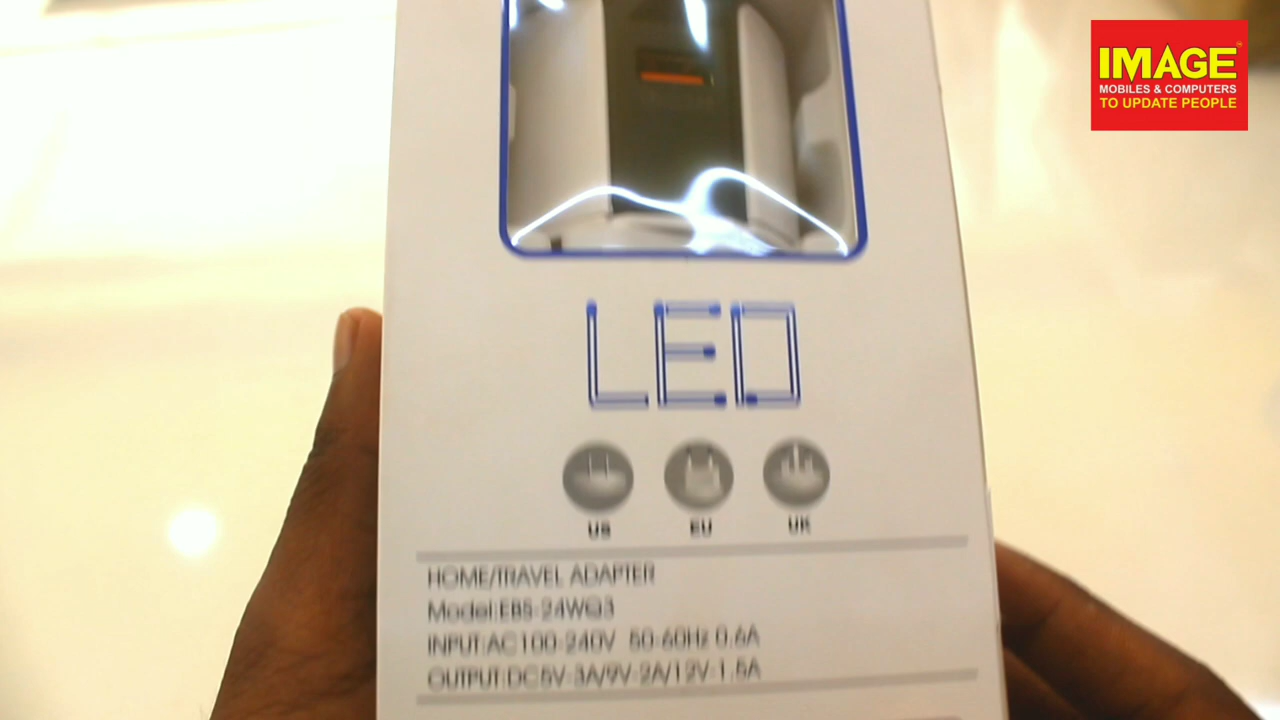 IMAGE
MOBILES & COMPUTERS
TO UPDATE PEOPLE
LED
US EU UK
HOME/TRAVEL ADAPTER
Model:EBS-24WQ3
INPUT:AC100-240V 50-60Hz 0.6A
OUTPUT:DC5V-3A/9V-2A/12V-1.5A